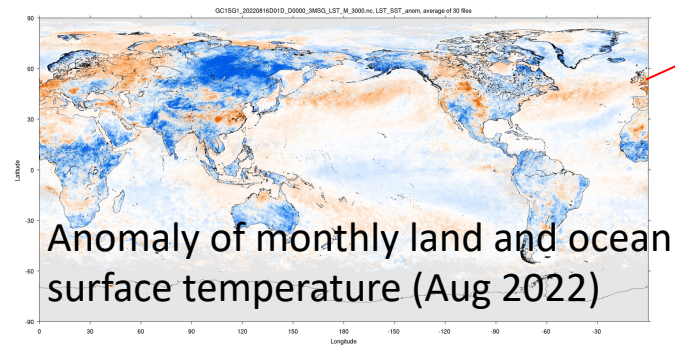 GC1SG1_20220816D01D_D0000_3MSG_LST_M_3000.nc, LST_SST_anom, average of 30 files
90
60
30
0
-30
-60
-90
Latitude
Anomaly of monthly land and ocean
surface temperature (Aug 2022)
0 30 60 90 120 150 180 -150 -120 -90 -60 -30
Longitude